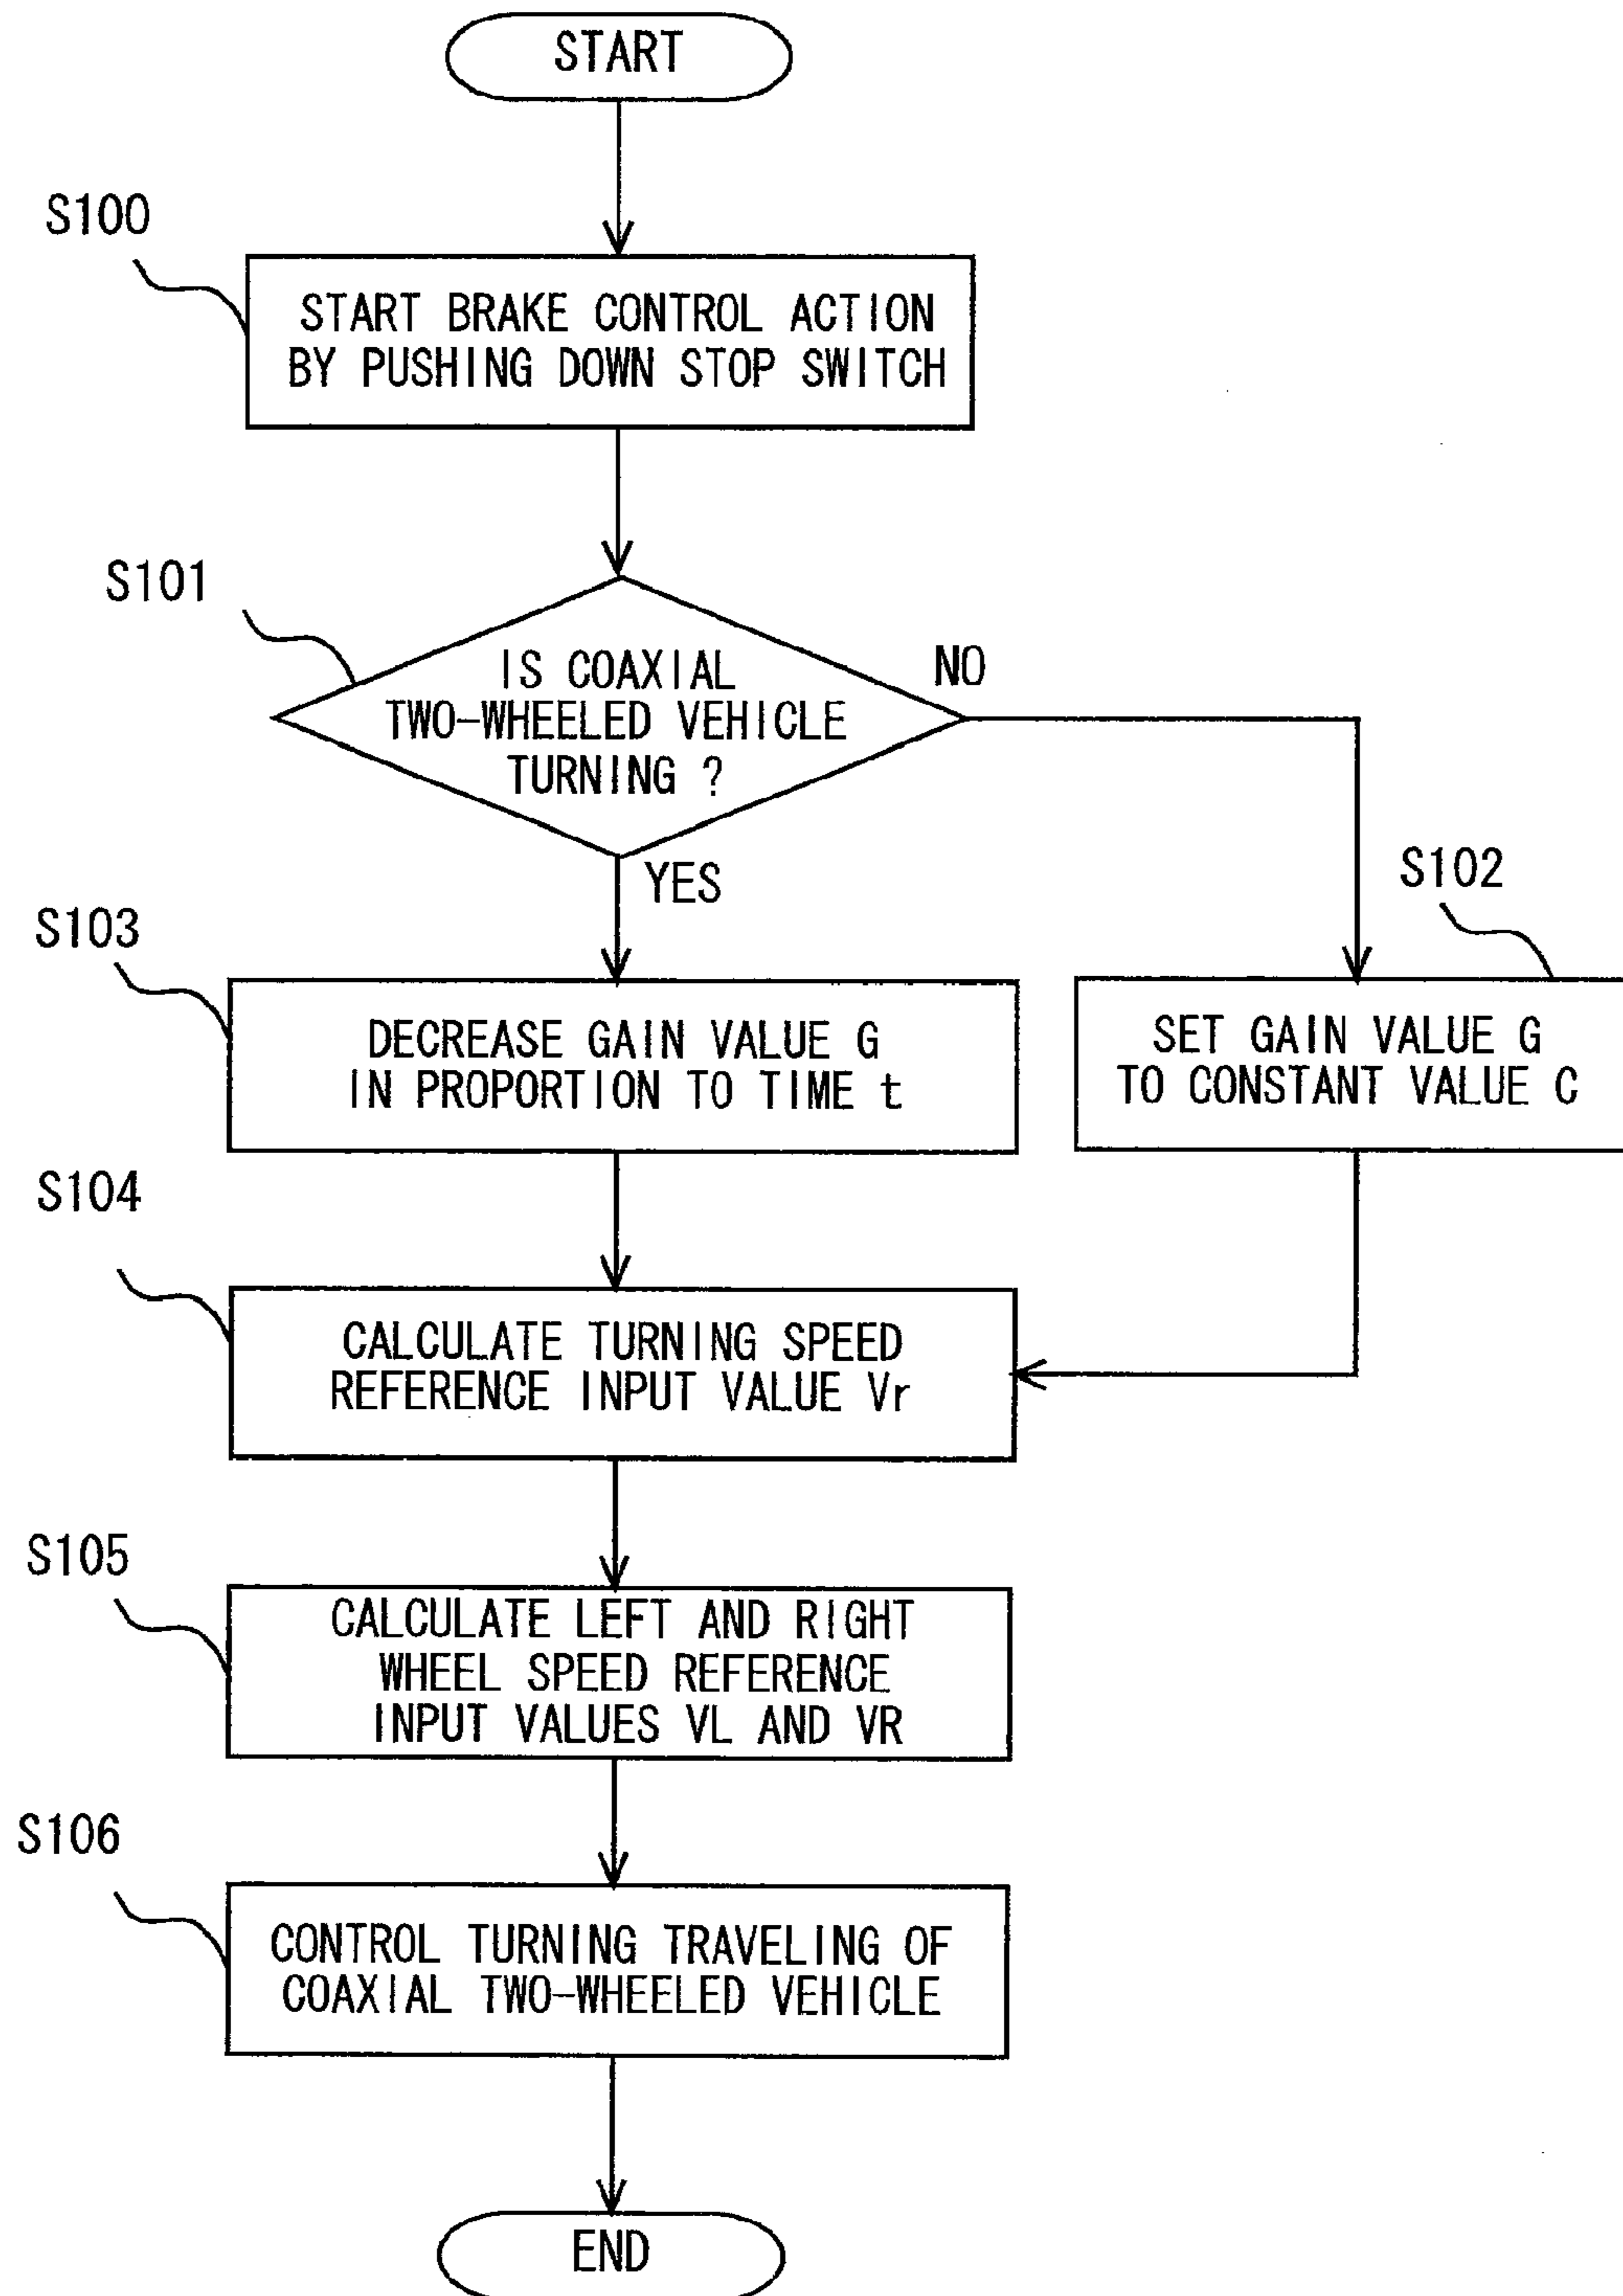 START
S100
START BRAKE CONTROL ACTION
BY PUSHING DOWN STOP SWITCH
S101
IS COAXIAL
TWO-WHEELED VEHICLE
TURNING ?
NO
YES
S102
SET GAIN VALUE G
TO CONSTANT VALUE C
S103
DECREASE GAIN VALUE G
IN PROPORTION TO TIME t
S104
CALCULATE TURNING SPEED
REFERENCE INPUT VALUE Vr
S105
CALCULATE LEFT AND RIGHT
WHEEL SPEED REFERENCE
INPUT VALUES VL AND VR
S106
CONTROL TURNING TRAVELING OF
COAXIAL TWO-WHEELED VEHICLE
END